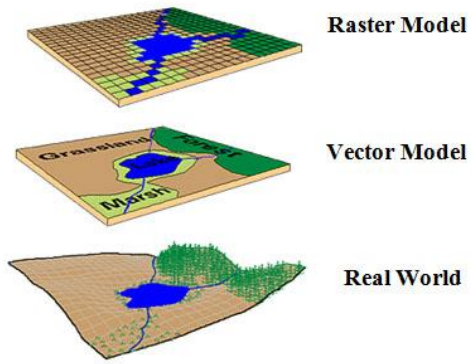 Raster Model
Vector Model
Grassland
Forest
Lake
Marsh
Real World